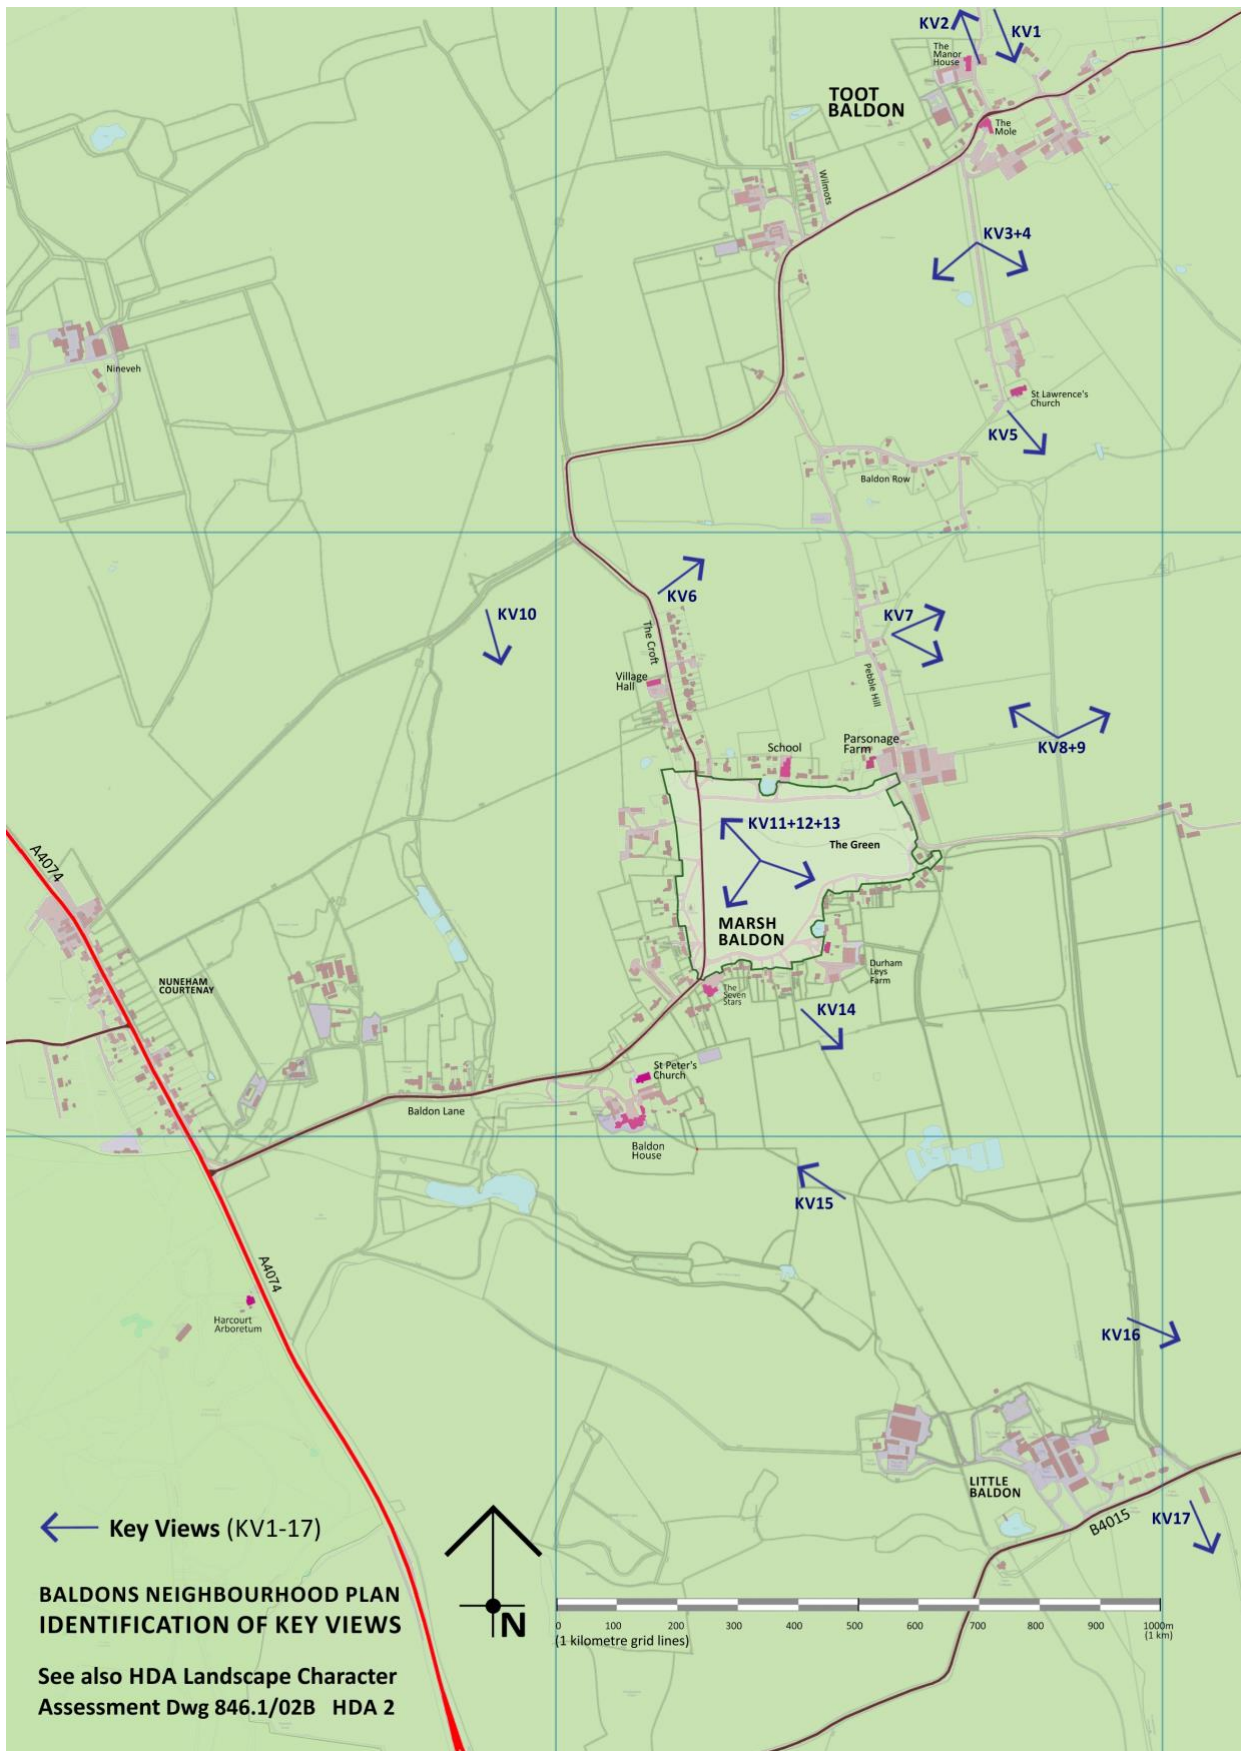 KV2
KV1
The
Manor
House
TOOT
BALDON
The
Mole
Wilmots
KV3+4
Nineveh
St Lawrence's
Church
KV5
Baldon Row
KV6
KV10
KV7
The Croft
Village
Hall
Pebble Hill
KV8+9
School
Parsonage
Farm
KV11+12+13
The Green
A4074
MARSH
BALDON
NUNEHAM
COURTENAY
Durham
Leys
Farm
The
Seven
Stars
KV14
St Peter's
Church
Baldon Lane
Baldon
House
KV15
A4074
Harcourt
Arboretum
KV16
LITTLE
BALDON
B4015
KV17
Key Views (KV1-17)
BALDONS NEIGHBOURHOOD PLAN
IDENTIFICATION OF KEY VIEWS
N
0 100 200 300 400 500 600 700 800 900 1000m
(1 km)
(1 kilometre grid lines)
See also HDA Landscape Character
Assessment Dwg 846.1/02B HDA 2